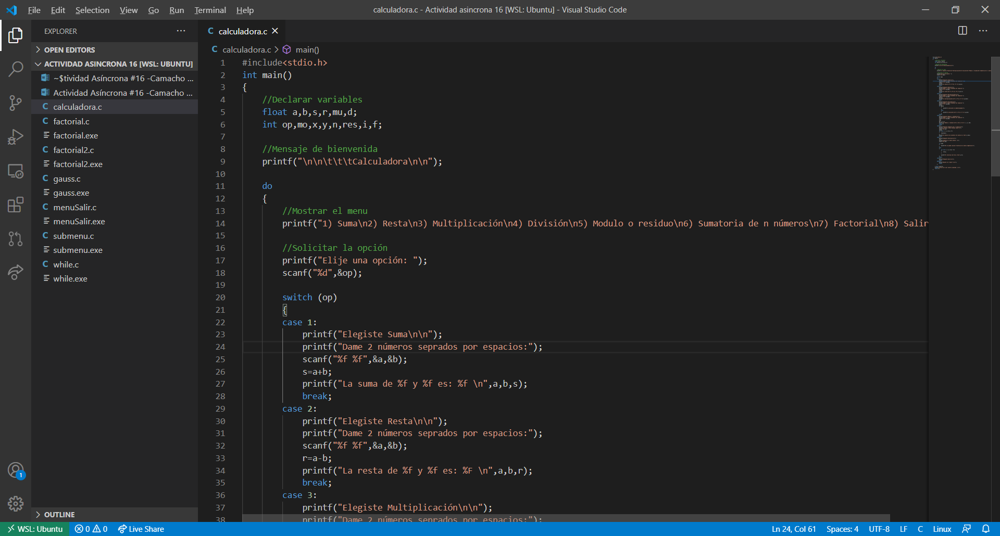 File Edit Selection View Go Run Terminal Help
calculadora.c - Actividad asincrona 16 [WSL: Ubuntu] - Visual Studio Code
EXPLORER
OPEN EDITORS
ACTIVIDAD ASINCRONA 16 [WSL: UBUNTU]
~$tividad Asíncrona #16 -Camacho ...
Actividad Asíncrona #16 -Camacho ...
calculadora.c
factorial.c
factorial.exe
factorial2.c
factorial2.exe
gauss.c
gauss.exe
menuSalir.c
menuSalir.exe
submenu.c
submenu.exe
while.c
while.exe
OUTLINE
calculadora.c
calculadora.c > main()
1 #include<stdio.h>
2 int main()
3 {
4 //Declarar variables
5 float a,b,s,r,mu,d;
6 int op,mo,x,y,n,res,i,f;
7
8 //Mensaje de bienvenida
9 printf("\n\n\t\t\tCalculadora\n\n");
10
11 do
12 {
13 //Mostrar el menu
14 printf("1) Suma\n2) Resta\n3) Multiplicación\n4) División\n5) Modulo o residuo\n6) Sumatoria de n números\n7) Factorial\n8) Salir
15
16 //Solicitar la opción
17 printf("Elije una opción: ");
18 scanf("%d",&op);
19
20 switch (op)
21 {
22 case 1:
23 printf("Elegiste Suma\n\n");
24 printf("Dame 2 números seprados por espacios:");
25 scanf("%f %f",&a,&b);
26 s=a+b;
27 printf("La suma de %f y %f es: %f \n",a,b,s);
28 break;
29 case 2:
30 printf("Elegiste Resta\n\n");
31 printf("Dame 2 números seprados por espacios:");
32 scanf("%f %f",&a,&b);
33 r=a-b;
34 printf("La resta de %f y %f es: %F \n",a,b,r);
35 break;
36 case 3:
37 printf("Elegiste Multiplicación\n\n");
38 printf("Dame 2 números seprados por espacios:");
1
WSL: Ubuntu 0 0 Live Share
Ln 24, Col 61 Spaces: 4 UTF-8 LF C Linux